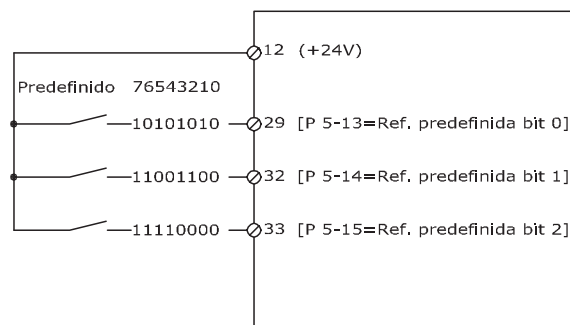 12 (+24V)
Predefinido 76543210
10101010 29 [P 5-13=Ref. predefinida bit 0]
11001100 32 [P 5-14=Ref. predefinida bit 1]
11110000 33 [P 5-15=Ref. predefinida bit 2]